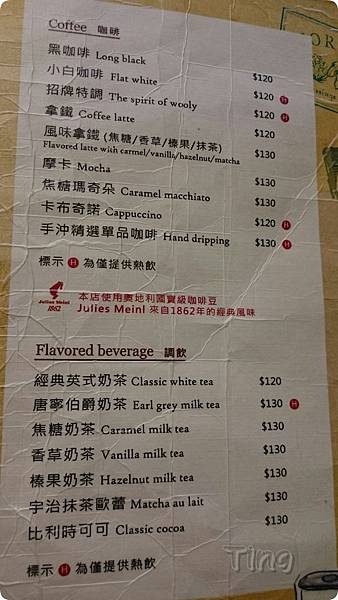 Coffee 咖啡
黑咖啡 Long black $120
小白咖啡 Flat white $120 H
招牌特調 The spirit of wooly $120 H
拿鐵 Coffee latte $120
風味拿鐵 (焦糖/香草/榛果/抹茶) $130
Flavored latte with carmel/vanilla/hazelnut/matcha
摩卡 Mocha $130
焦糖瑪奇朵 Caramel macchiato $130
卡布奇諾 Cappuccino $120 H
手沖精選單品咖啡 Hand dripping $130 H
標示 H 為僅提供熱飲
Julius Meinl
1862
本店使用奧地利國寶級咖啡豆
Julies Meinl 來自1862年的經典風味
Flavored beverage 調飲
經典英式奶茶 Classic white tea $120
唐寧伯爵奶茶 Earl grey milk tea $130 H
焦糖奶茶 Caramel milk tea $130
香草奶茶 Vanilla milk tea $130
榛果奶茶 Hazelnut milk tea $130
宇治抹茶歐蕾 Matcha au lait $130
比利時可可 Classic cocoa $130
標示 H 為僅提供熱飲
Ting